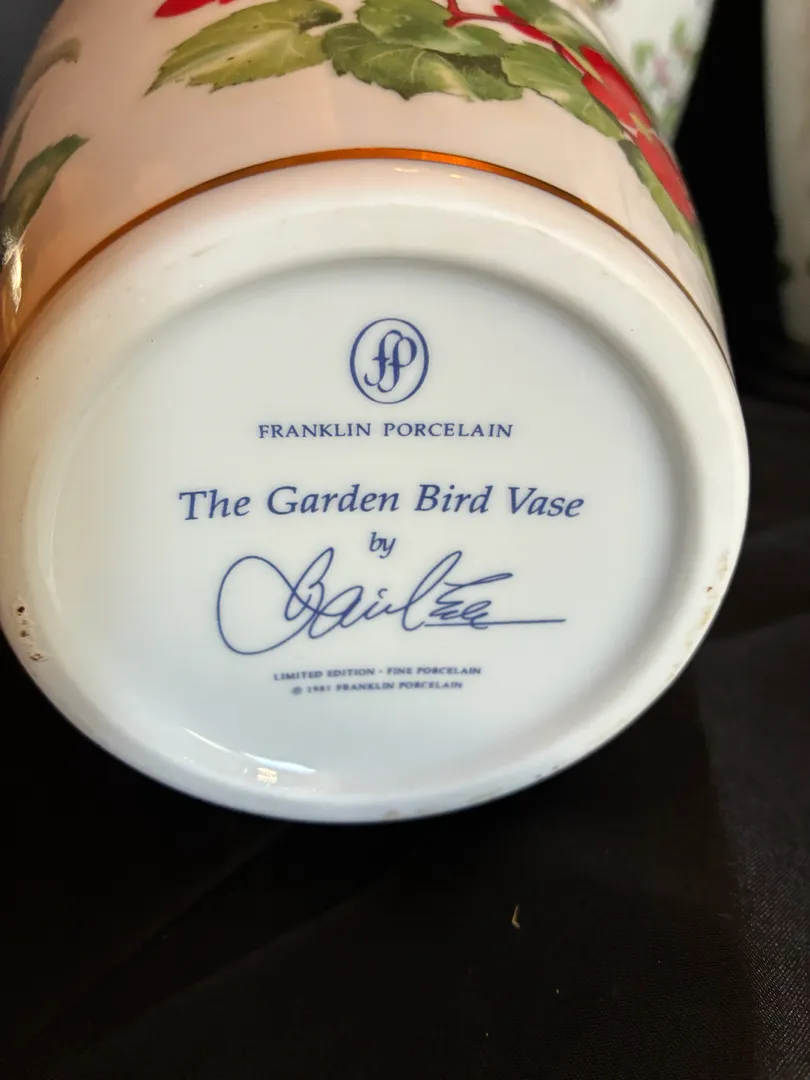 fp
FRANKLIN PORCELAIN
The Garden Bird Vase
by
LIMITED EDITION · FINE PORCELAIN
© 1981 FRANKLIN PORCELAIN